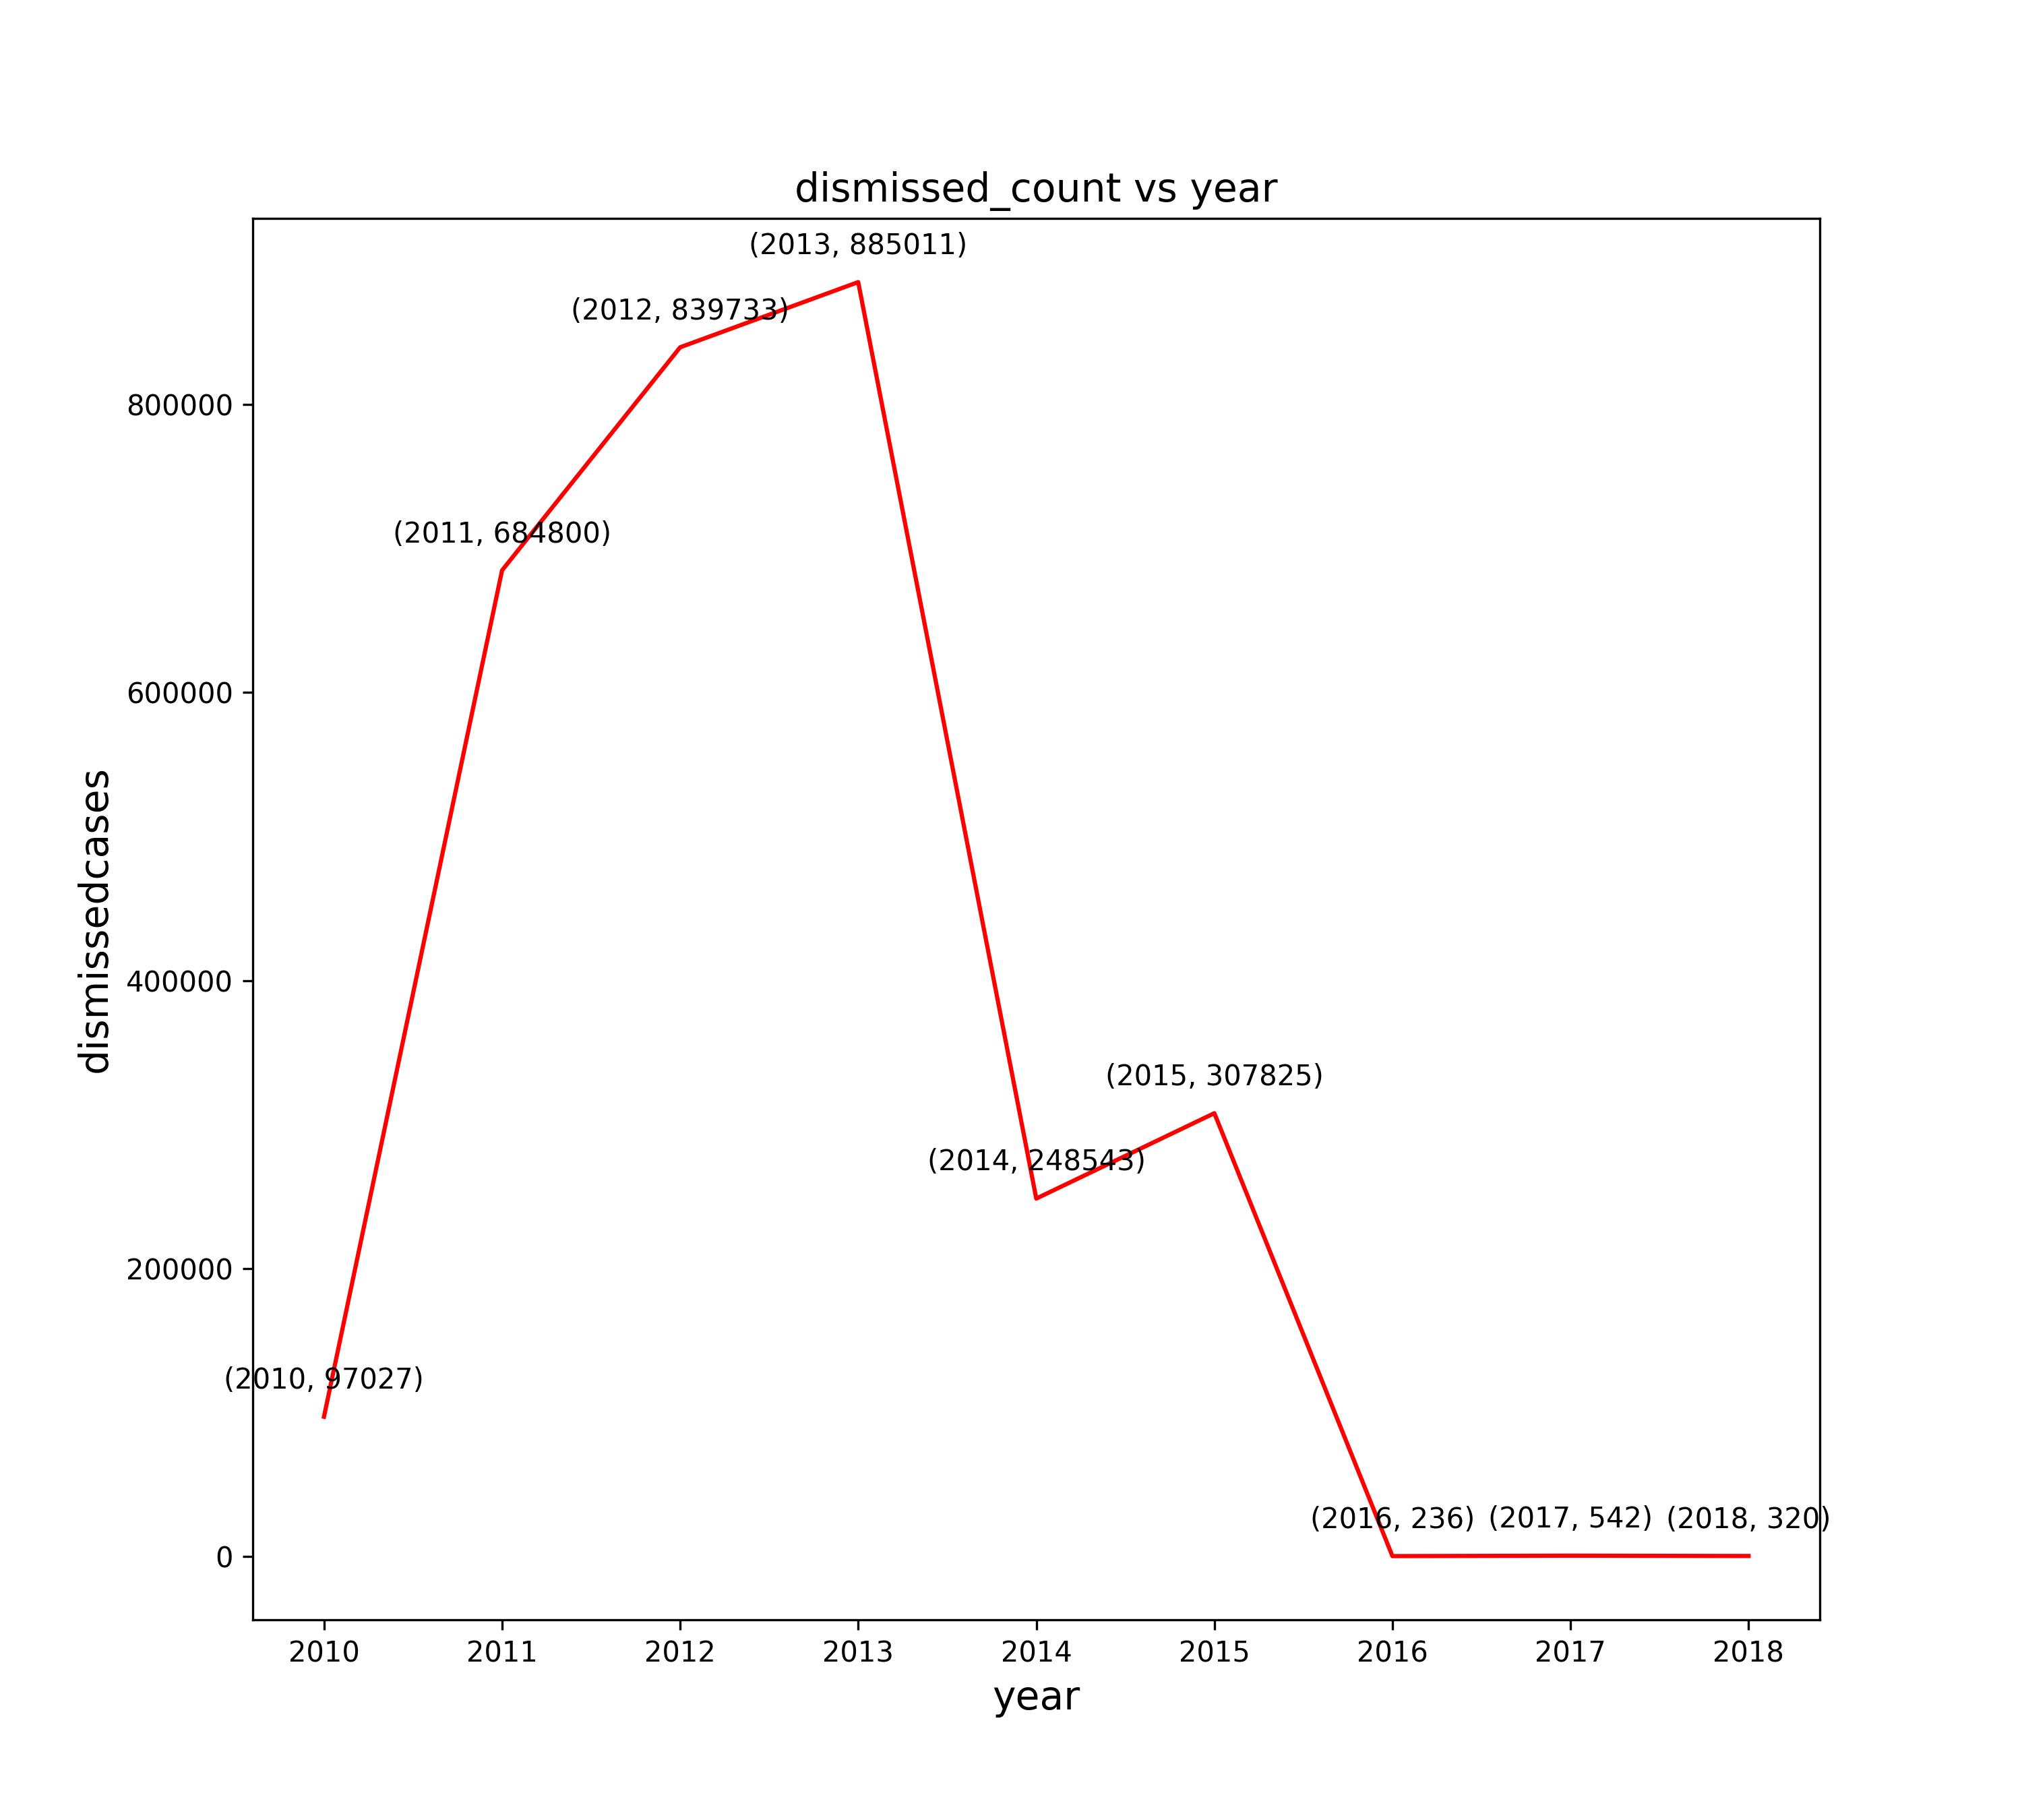 dismissed_count vs year
(2013, 885011)
(2012, 839733)
800000
(2011, 684800)
600000
dismissedcases
400000
(2015, 307825)
(2014, 248543)
200000
(2010, 97027)
(2016, 236) (2017, 542) (2018, 320)
0
2010 2011 2012 2013 2014 2015 2016 2017 2018
year